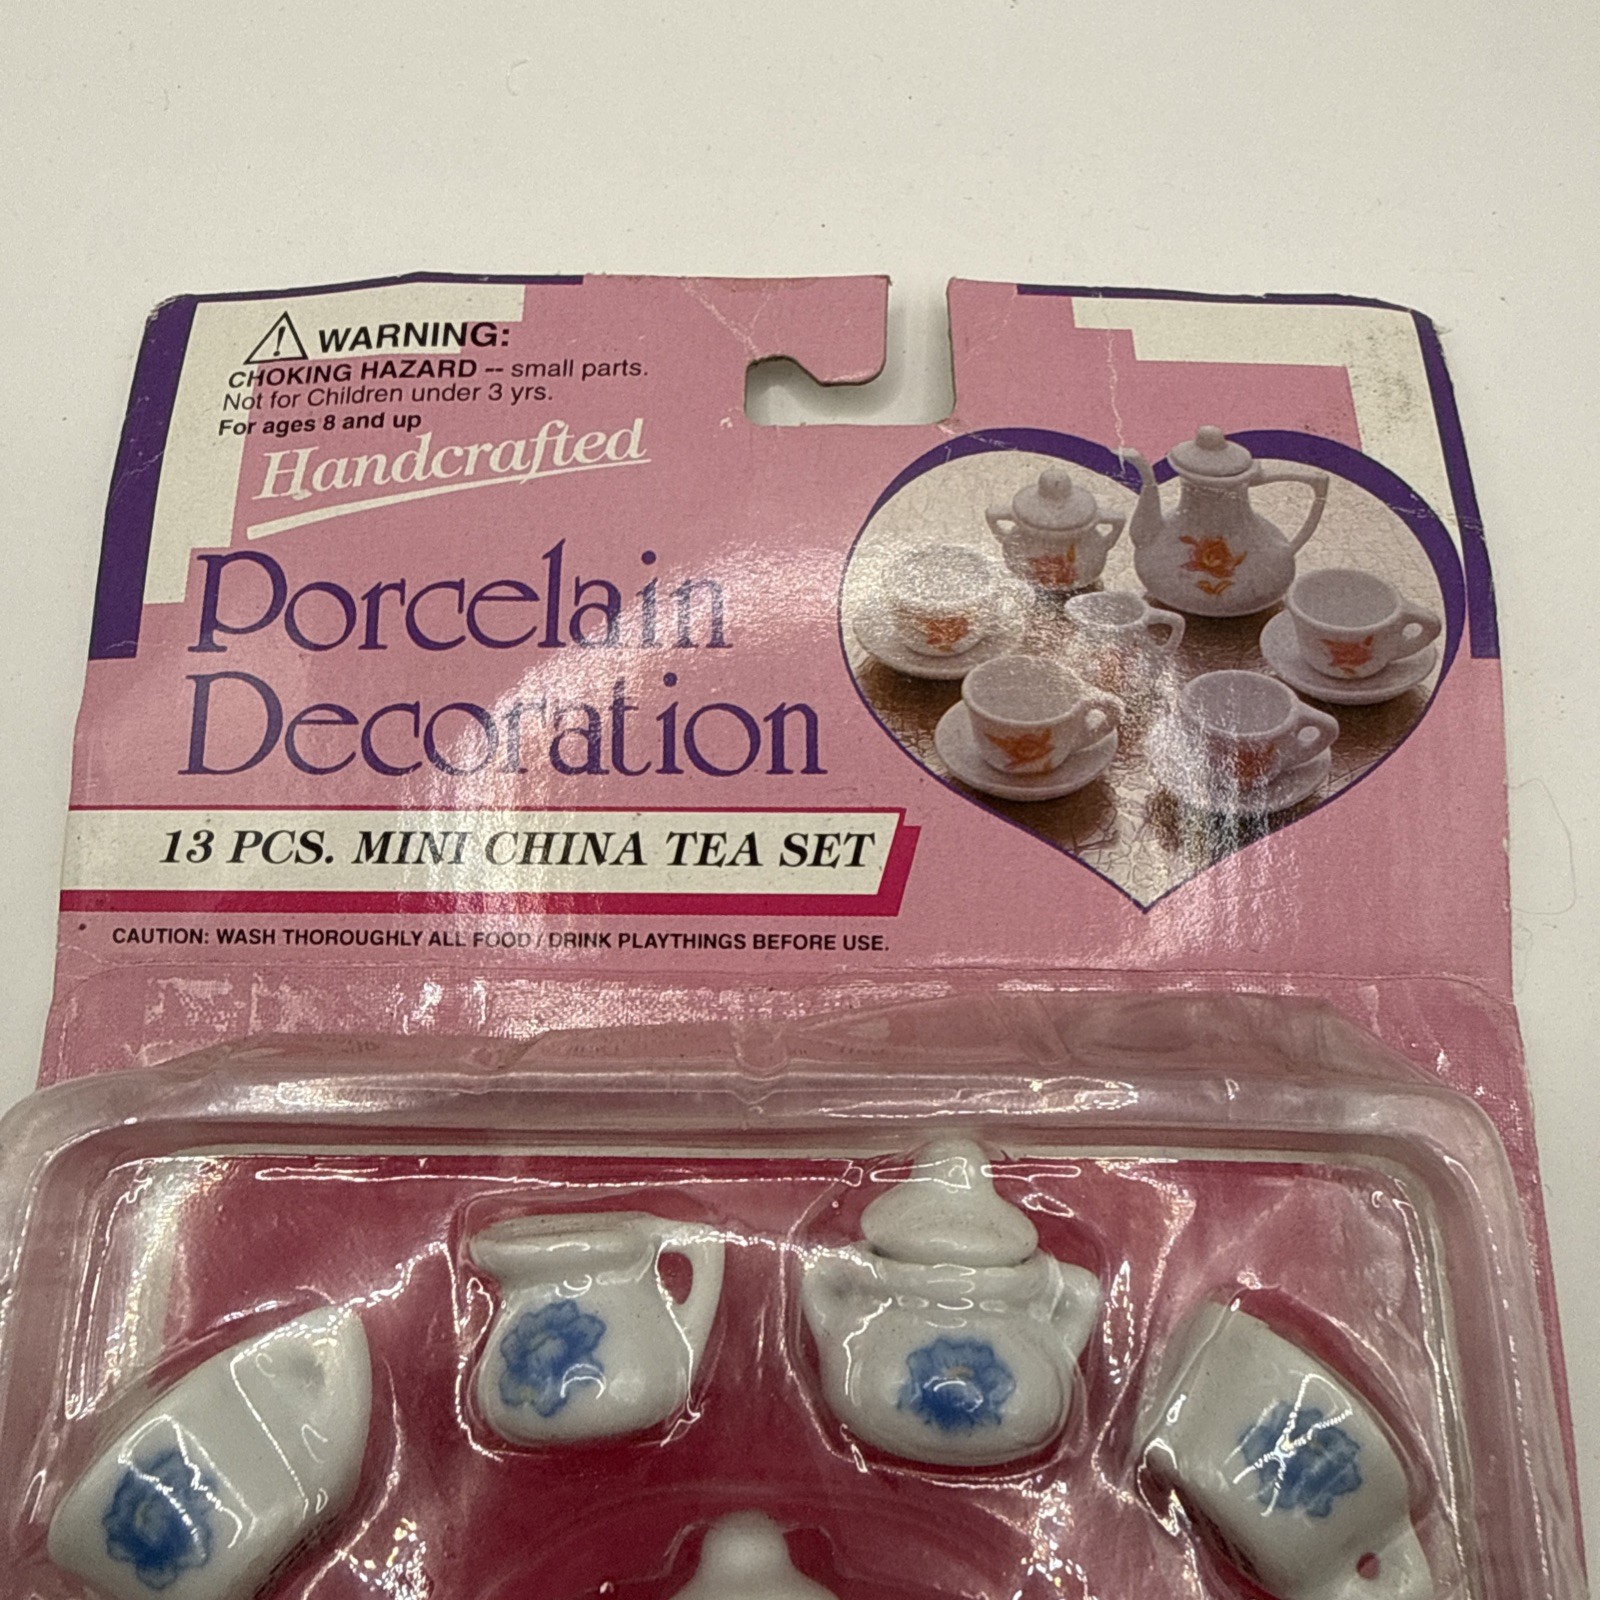 WARNING:
CHOKING HAZARD -- small parts.
Not for Children under 3 yrs.
For ages 8 and up
Handcrafted
Porcelain
Decoration
13 PCS. MINI CHINA TEA SET
CAUTION: WASH THOROUGHLY ALL FOOD / DRINK PLAYTHINGS BEFORE USE.